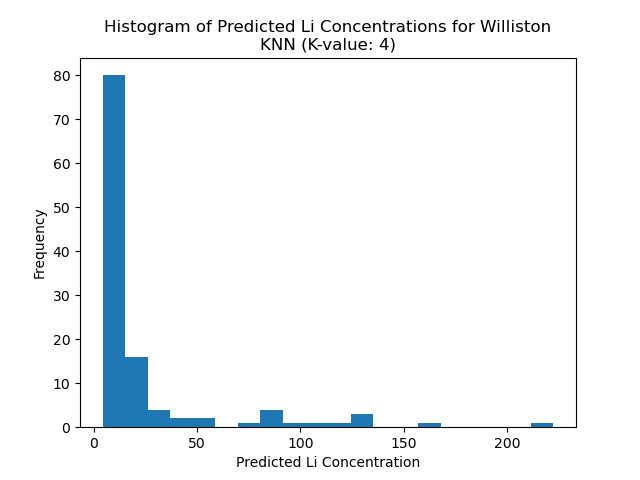 Histogram of Predicted Li Concentrations for Williston
KNN (K-value: 4)
80
70
60
50
40
30
20
10
0
Frequency
0 50 100 150 200
Predicted Li Concentration